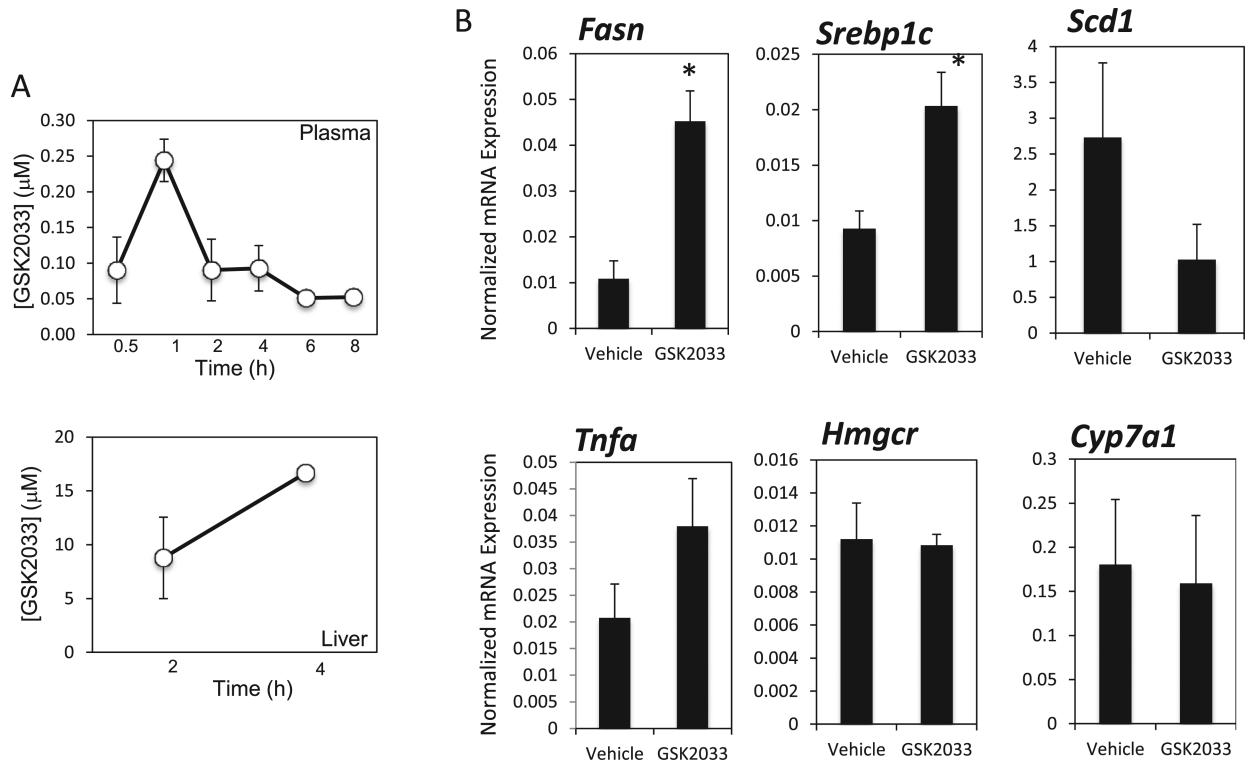 A
[GSK2033] (μM)
0.30
0.25
0.20
0.15
0.10
0.05
0.00
Plasma
0.5 1 2 4 6 8
Time (h)
[GSK2033] (μM)
20
15
10
5
0
Liver
2 4
Time (h)
B
Fasn
Normalized mRNA Expression
0.06
0.05
0.04
0.03
0.02
0.01
0
*
Vehicle GSK2033
Srebp1c
0.025
0.02
0.015
0.01
0.005
0
*
Vehicle GSK2033
Scd1
4
3.5
3
2.5
2
1.5
1
0.5
0
Vehicle GSK2033
Tnfa
Normalized mRNA Expression
0.05
0.045
0.04
0.035
0.03
0.025
0.02
0.015
0.01
0.005
0
Vehicle GSK2033
Hmgcr
0.016
0.014
0.012
0.01
0.008
0.006
0.004
0.002
0
Vehicle GSK2033
Cyp7a1
0.3
0.25
0.2
0.15
0.1
0.05
0
Vehicle GSK2033